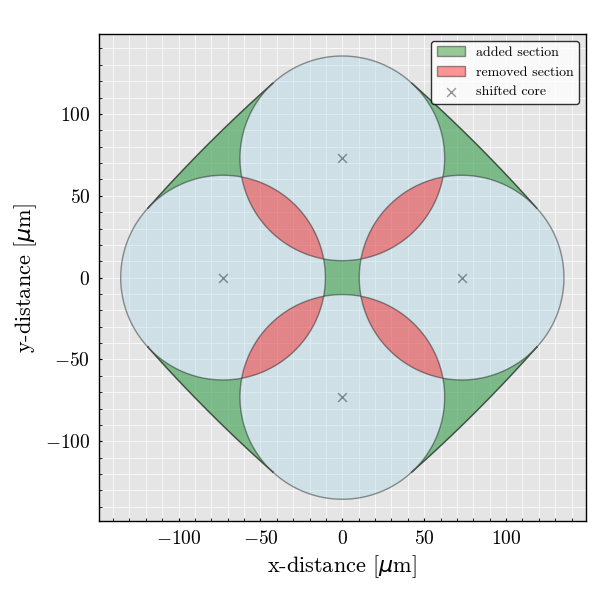 added section
removed section
shifted core
100
50
0
−50
−100
y-distance [μm]
−100 −50 0 50 100
x-distance [μm]